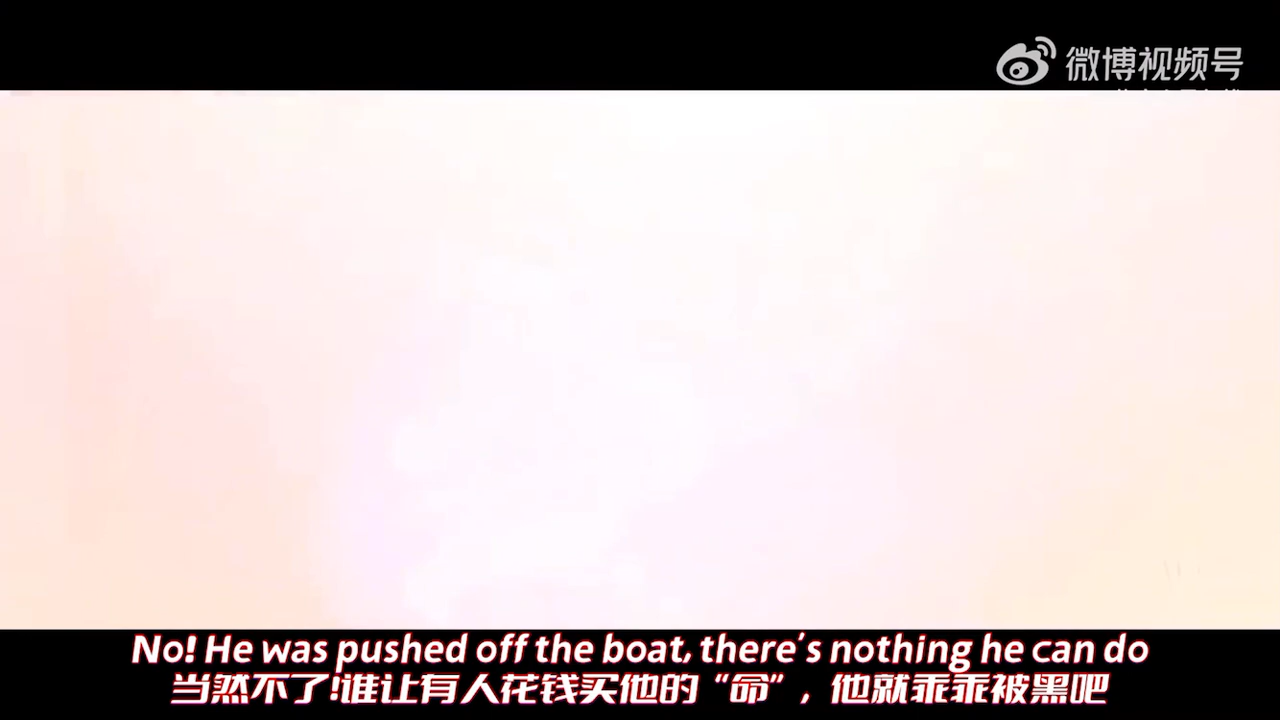 微博视频号
No! He was pushed off the boat, there's nothing he can do
当然不了!谁让有人花钱买他的“命”，他就乖乖被黑吧